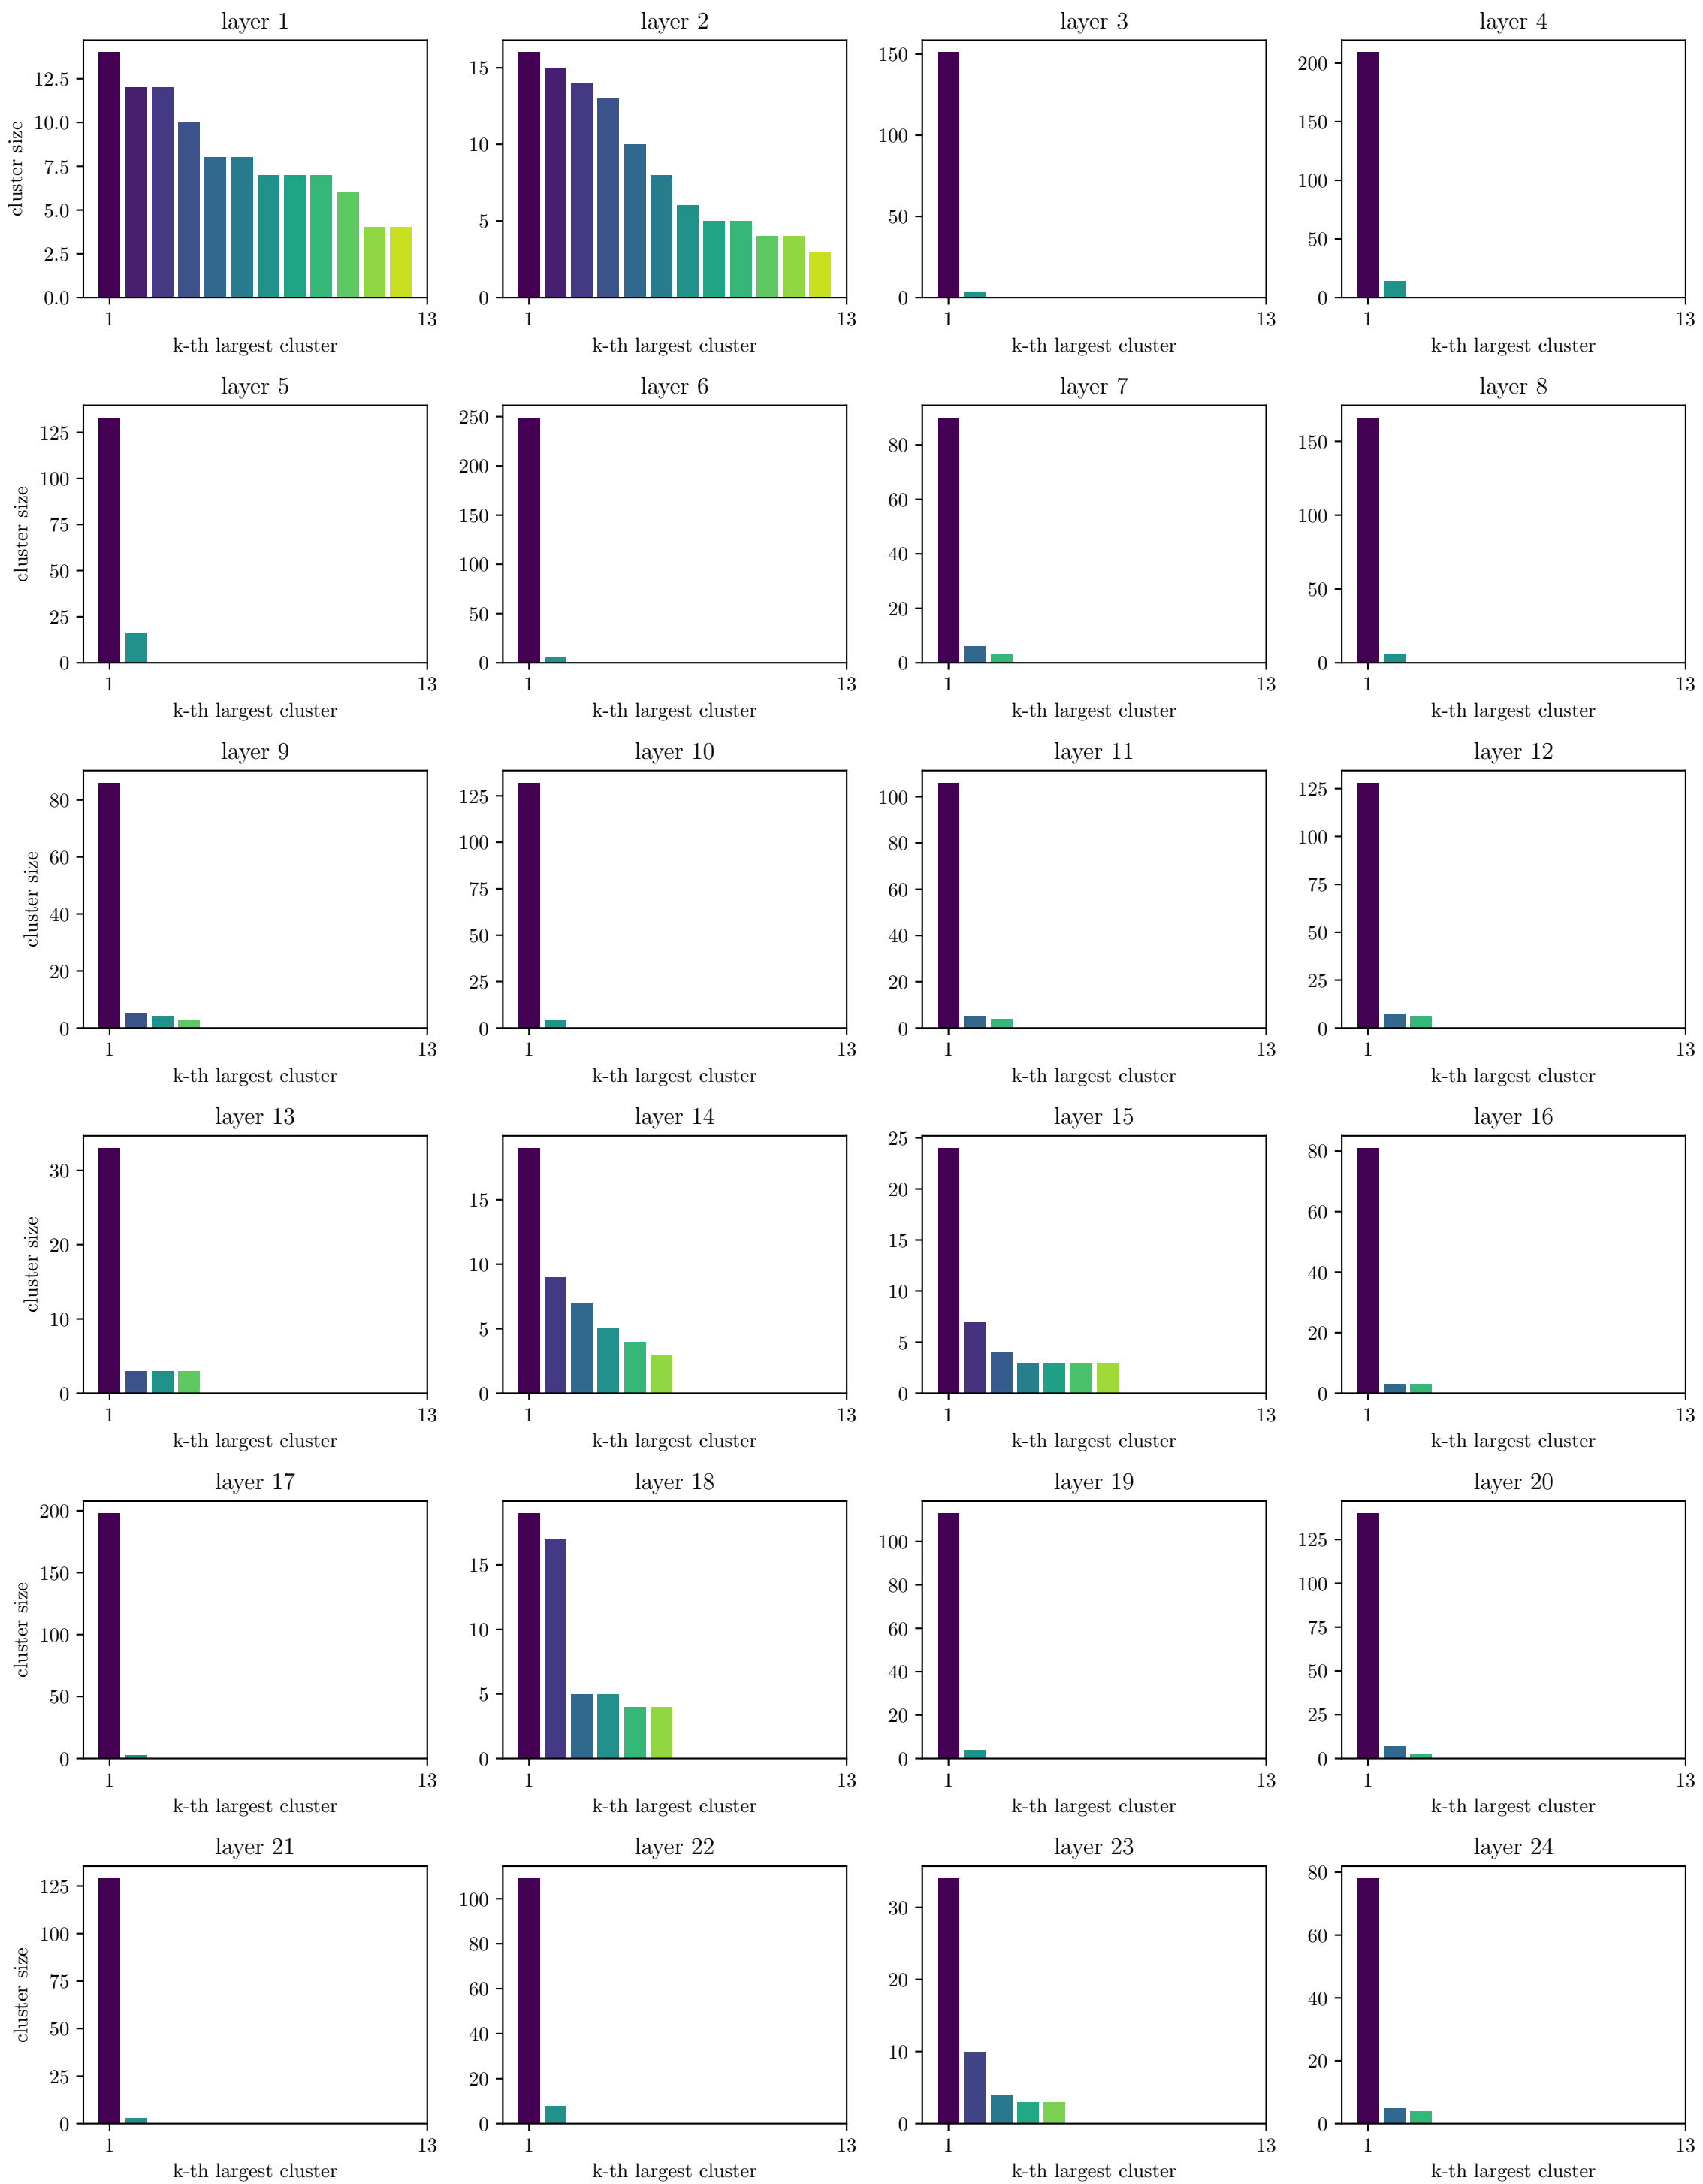 layer 1
12.5
10.0
7.5
5.0
2.5
0.0
cluster size
1 13
k-th largest cluster
layer 2
15
10
5
0
1 13
k-th largest cluster
layer 3
150
100
50
0
1 13
k-th largest cluster
layer 4
200
150
100
50
0
1 13
k-th largest cluster
layer 5
125
100
75
50
25
0
cluster size
1 13
k-th largest cluster
layer 6
250
200
150
100
50
0
1 13
k-th largest cluster
layer 7
80
60
40
20
0
1 13
k-th largest cluster
layer 8
150
100
50
0
1 13
k-th largest cluster
layer 9
80
60
40
20
0
cluster size
1 13
k-th largest cluster
layer 10
125
100
75
50
25
0
1 13
k-th largest cluster
layer 11
100
80
60
40
20
0
1 13
k-th largest cluster
layer 12
125
100
75
50
25
0
1 13
k-th largest cluster
layer 13
30
20
10
0
cluster size
1 13
k-th largest cluster
layer 14
15
10
5
0
1 13
k-th largest cluster
layer 15
25
20
15
10
5
0
1 13
k-th largest cluster
layer 16
80
60
40
20
0
1 13
k-th largest cluster
layer 17
200
150
100
50
0
cluster size
1 13
k-th largest cluster
layer 18
15
10
5
0
1 13
k-th largest cluster
layer 19
100
80
60
40
20
0
1 13
k-th largest cluster
layer 20
125
100
75
50
25
0
1 13
k-th largest cluster
layer 21
125
100
75
50
25
0
cluster size
1 13
k-th largest cluster
layer 22
100
80
60
40
20
0
1 13
k-th largest cluster
layer 23
30
20
10
0
1 13
k-th largest cluster
layer 24
80
60
40
20
0
1 13
k-th largest cluster